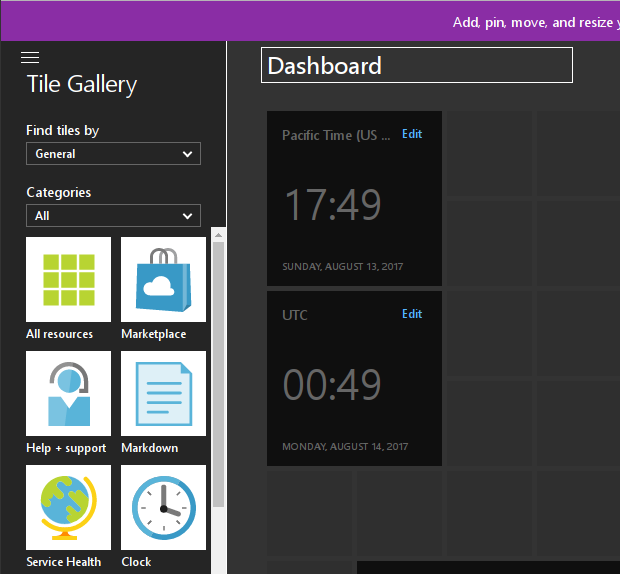 Add, pin, move, and resize
Tile Gallery
Find tiles by
General
Categories
All
All resources
Marketplace
Help + support
Markdown
Service Health
Clock
Dashboard
Pacific Time (US ...
Edit
17:49
SUNDAY, AUGUST 13, 2017
UTC
Edit
00:49
MONDAY, AUGUST 14, 2017